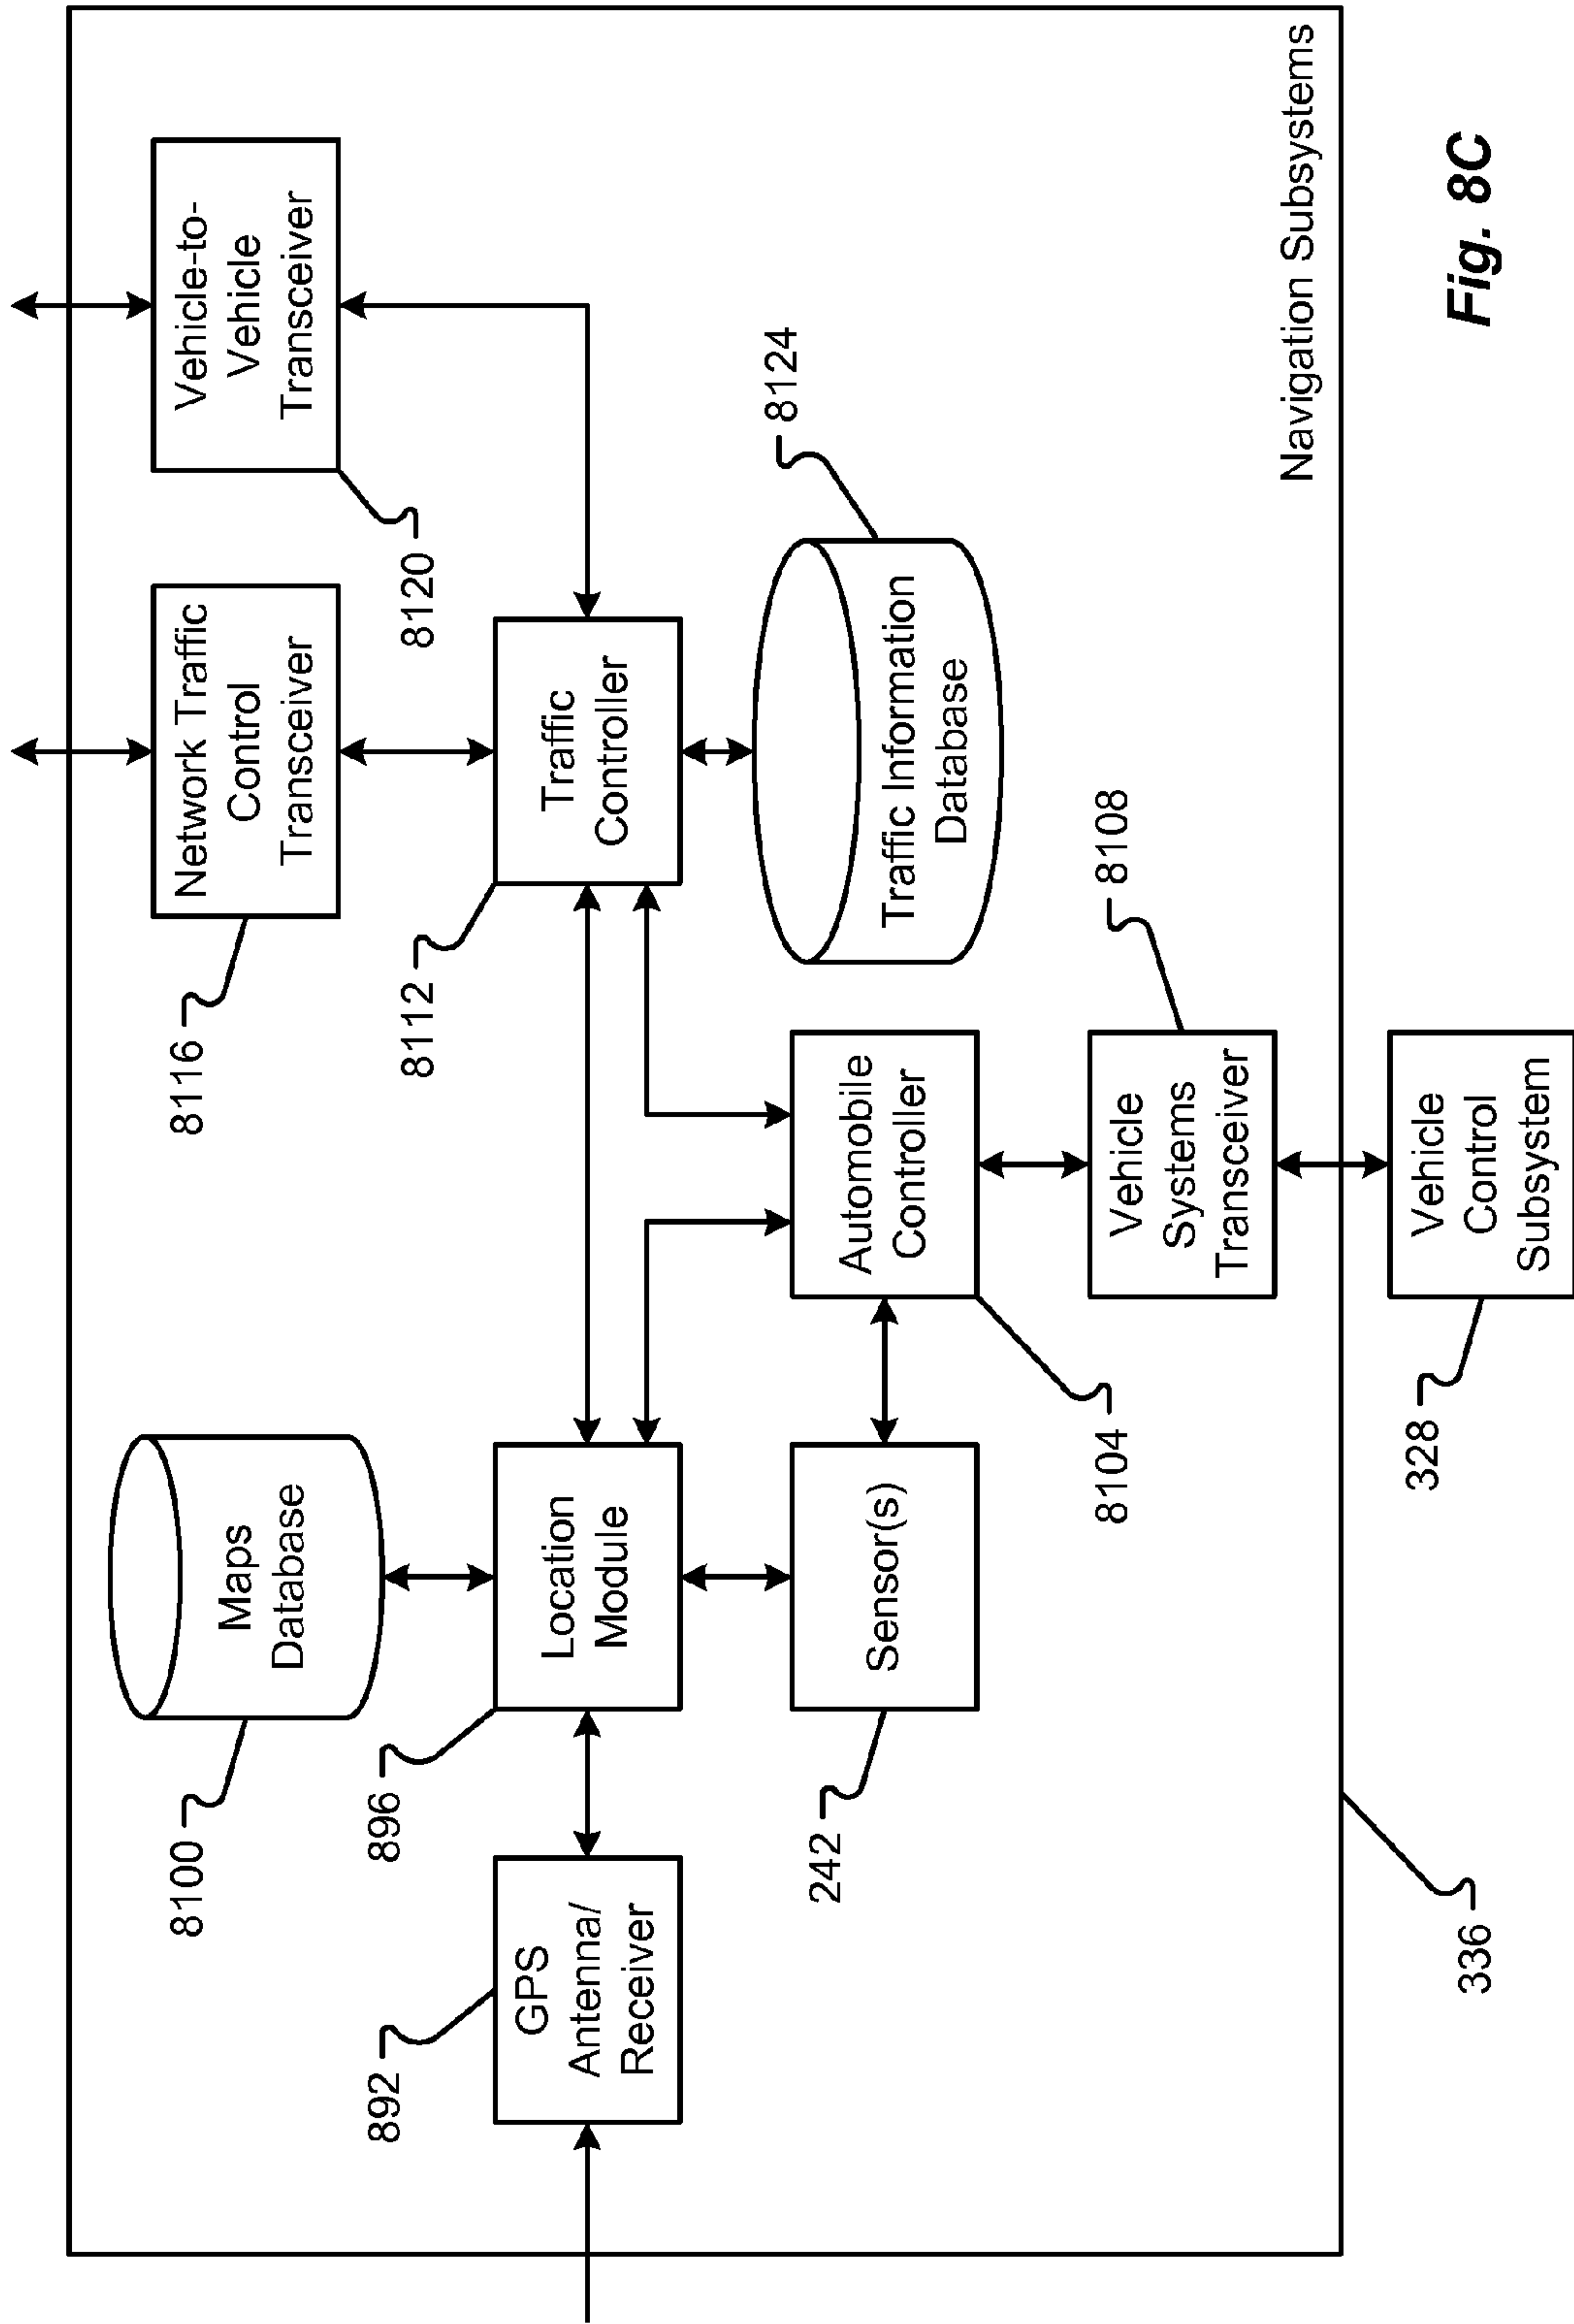 8100
Maps
Database
8116
Network Traffic
Control
Transceiver
Vehicle-to-
Vehicle
Transceiver
8120
892
GPS
Antenna/
Receiver
896
Location
Module
8112
Traffic
Controller
242
Sensor(s)
Automobile
Controller
8104
8124
Traffic Information
Database
Vehicle
Systems
Transceiver
8108
Navigation Subsystems
336
328
Vehicle
Control
Subsystem
Fig. 8C